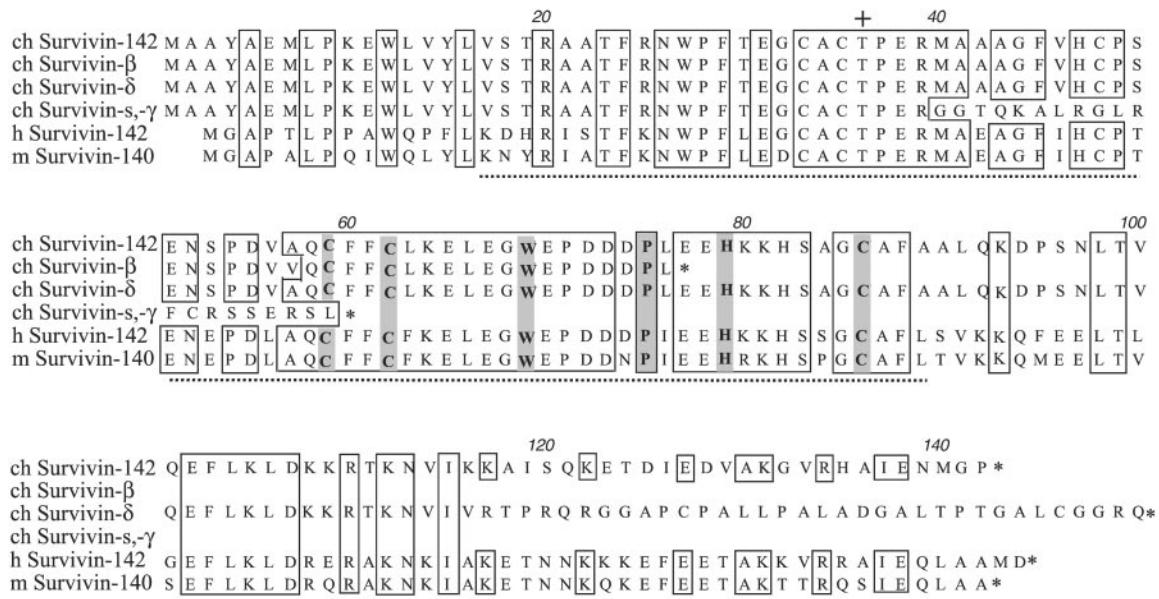 20 + 40
ch Survivin-142 M A A Y A E M L P K E W L V Y L V S T R A A T F R N W P F T E G C A C T P E R M A A A G F V H C P S
ch Survivin-β M A A Y A E M L P K E W L V Y L V S T R A A T F R N W P F T E G C A C T P E R M A A A G F V H C P S
ch Survivin-δ M A A Y A E M L P K E W L V Y L V S T R A A T F R N W P F T E G C A C T P E R M A A A G F V H C P S
ch Survivin-s,-γ M A A Y A E M L P K E W L V Y L V S T R A A T F R N W P F T E G C A C T P E R G G T Q K A L R G L R
h Survivin-142 M G A P T L P P A W Q P F L K D H R I S T F K N W P F L E G C A C T P E R M A E A G F I H C P T
m Survivin-140 M G A P A L P Q I W Q L Y L K N Y R I A T F K N W P F L E D C A C T P E R M A E A G F I H C P T
60 80 100
ch Survivin-142 E N S P D V A Q C F F C L K E L E G W E P D D D P L E E H K K H S A G C A F A A L Q K D P S N L T V
ch Survivin-β E N S P D V V Q C F F C L K E L E G W E P D D D P L *
ch Survivin-δ E N S P D V A Q C F F C L K E L E G W E P D D D P L E E H K K H S A G C A F A A L Q K D P S N L T V
ch Survivin-s,-γ F C R S S E R S L *
h Survivin-142 E N E P D L A Q C F F C F K E L E G W E P D D D P I E E H K K H S S G C A F L S V K K Q F E E L T L
m Survivin-140 E N E P D L A Q C F F C F K E L E G W E P D D N P I E E H R K H S P G C A F L T V K K Q M E E L T V
120 140
ch Survivin-142 Q E F L K L D K K R T K N V I K K A I S Q K E T D I E D V A K G V R H A I E N M G P *
ch Survivin-β
ch Survivin-δ Q E F L K L D K K R T K N V I V R T P R Q R G G A P C P A L L P A L A D G A L T P T G A L C G G R Q *
ch Survivin-s,-γ
h Survivin-142 G E F L K L D R E R A K N K I A K E T N N K K K E F E E T A K K V R R A I E Q L A A M D *
m Survivin-140 S E F L K L D R Q R A K N K I A K E T N N K Q K E F E E T A K T T R Q S I E Q L A A *